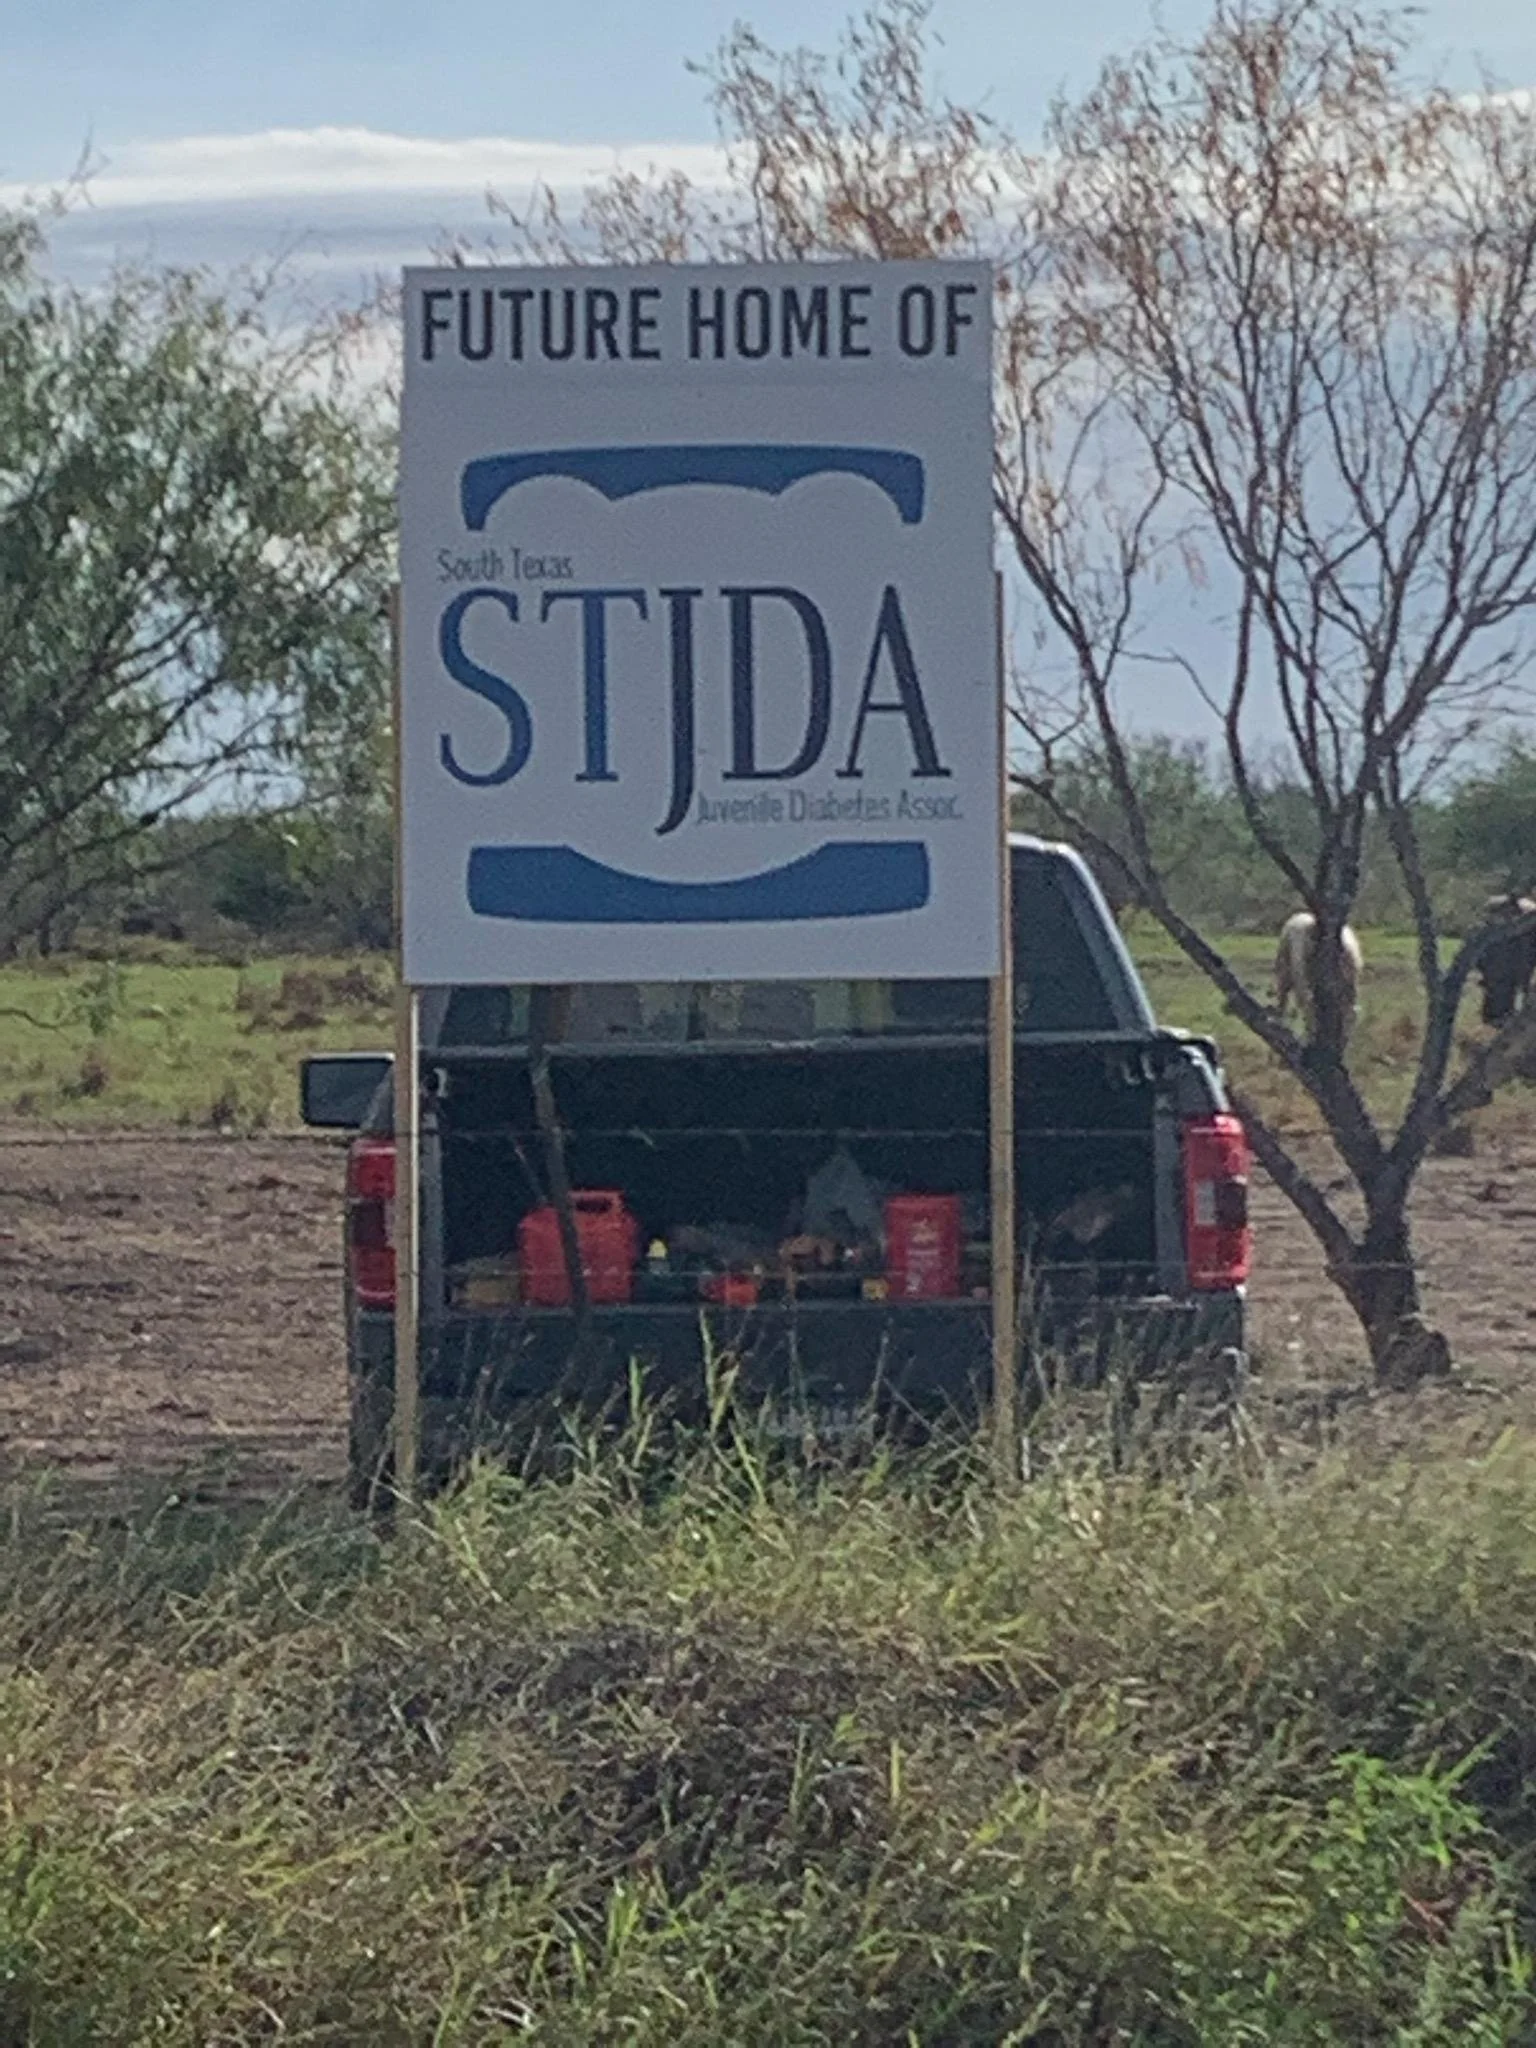 FUTURE HOME OF
South Texas
STJDA
Juvenile Diabetes Assoc.